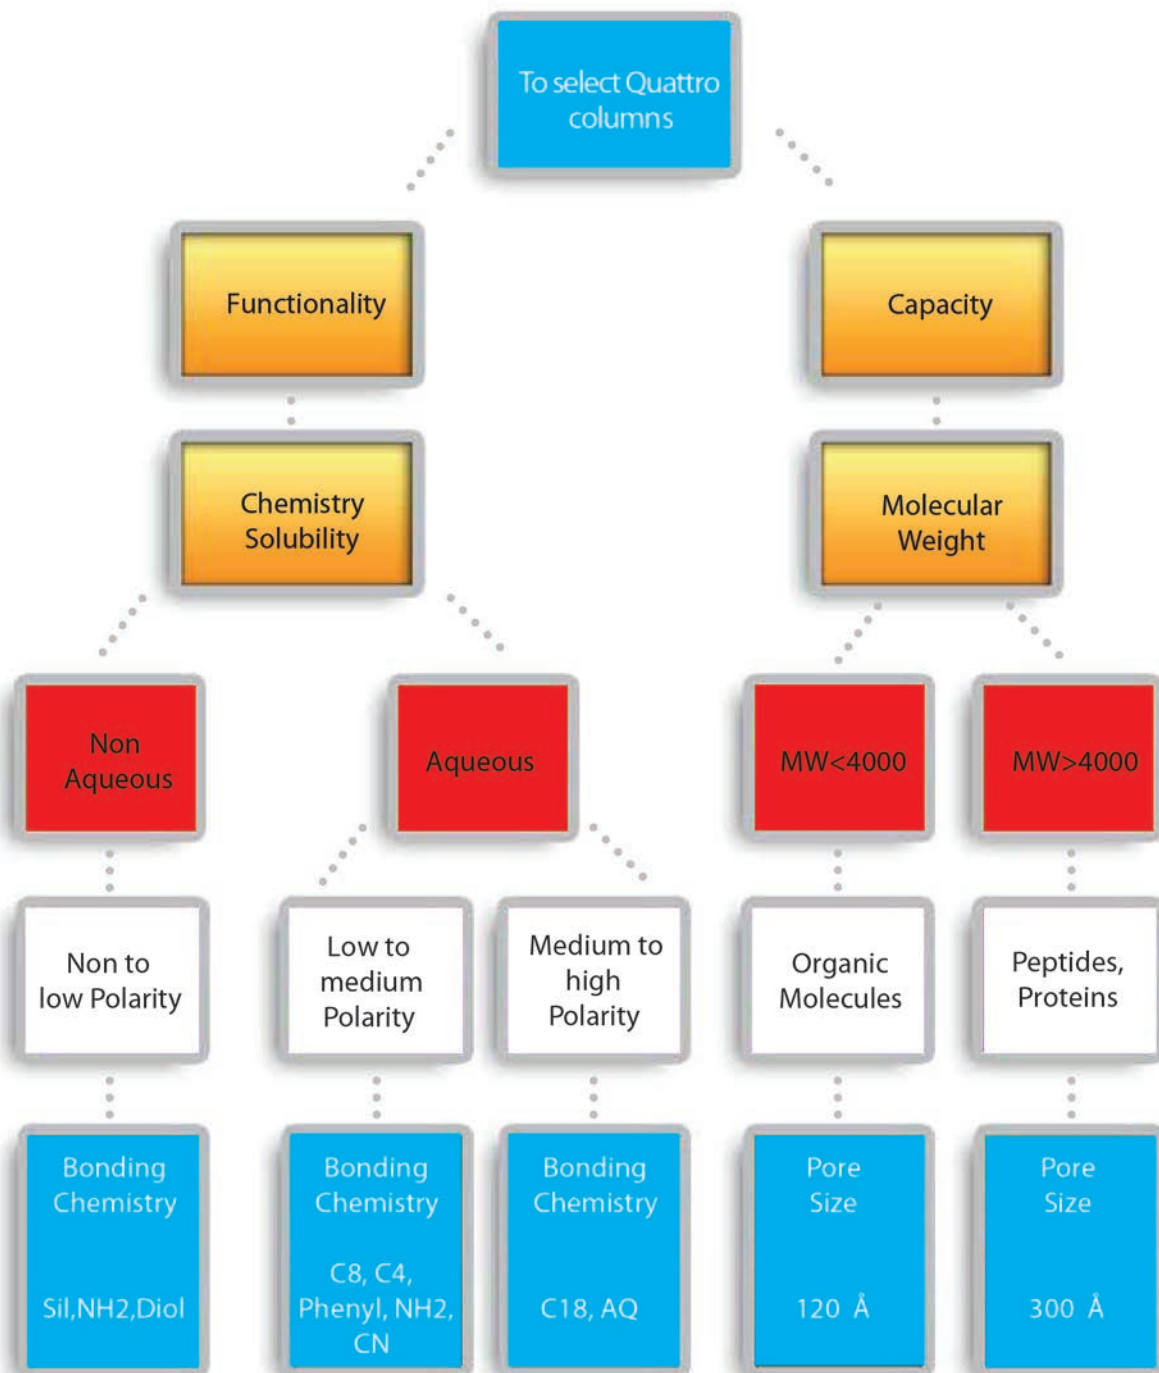 To select Quattro
columns
Functionality
Capacity
Chemistry
Solubility
Molecular
Weight
Non
Aqueous
Aqueous
MW<4000
MW>4000
Non to
low Polarity
Low to
medium
Polarity
Medium to
high
Polarity
Organic
Molecules
Peptides,
Proteins
Bonding
Chemistry
Sil,NH2,Diol
Bonding
Chemistry
C8, C4,
Phenyl, NH2,
CN
Bonding
Chemistry
C18, AQ
Pore
Size
120 Å
Pore
Size
300 Å